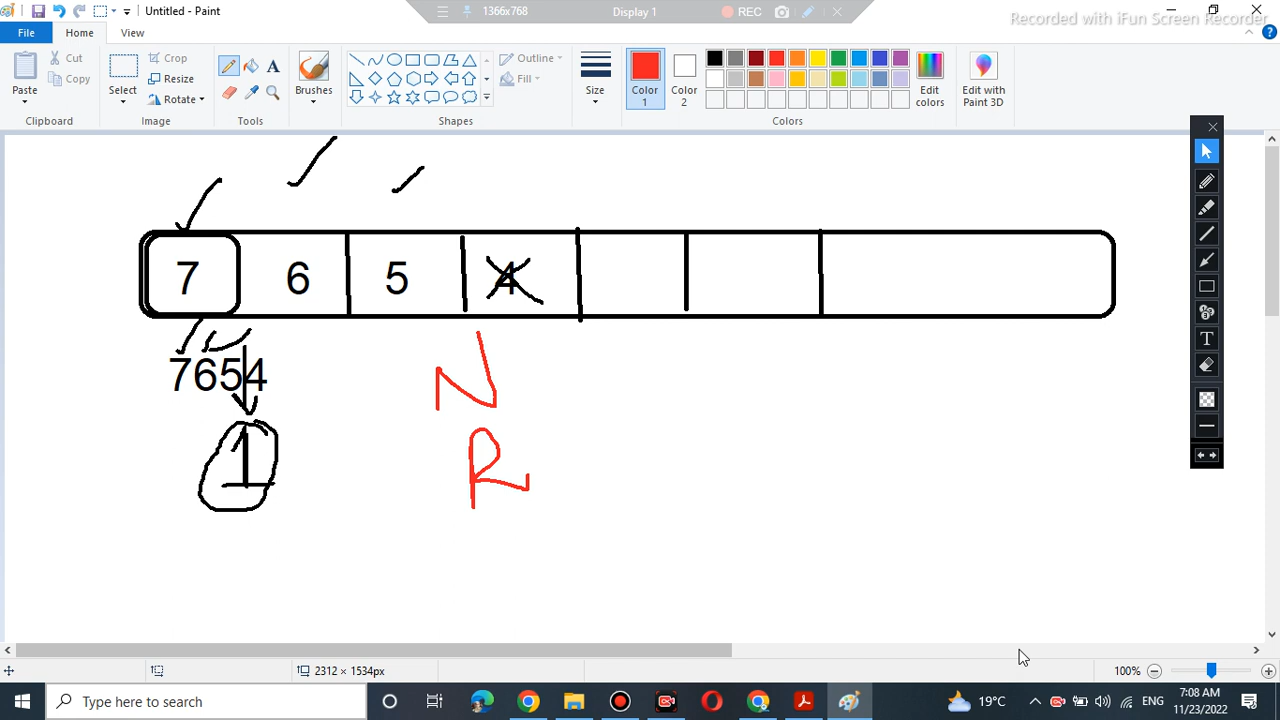 Untitled - Paint
1366x768
Display 1
REC
Recorded with iFun Screen Recorder
File
Home
View
Paste
Cut
Copy
Clipboard
Select
Crop
Resize
Rotate
Image
Tools
Brushes
Outline
Fill
Shapes
Size
Color 1
Color 2
Edit colors
Colors
Edit with Paint 3D
7 6 5 4
7654
1
N
R
2312 × 1534px
100%
Type here to search
19°C
ENG
7:08 AM
11/23/2022